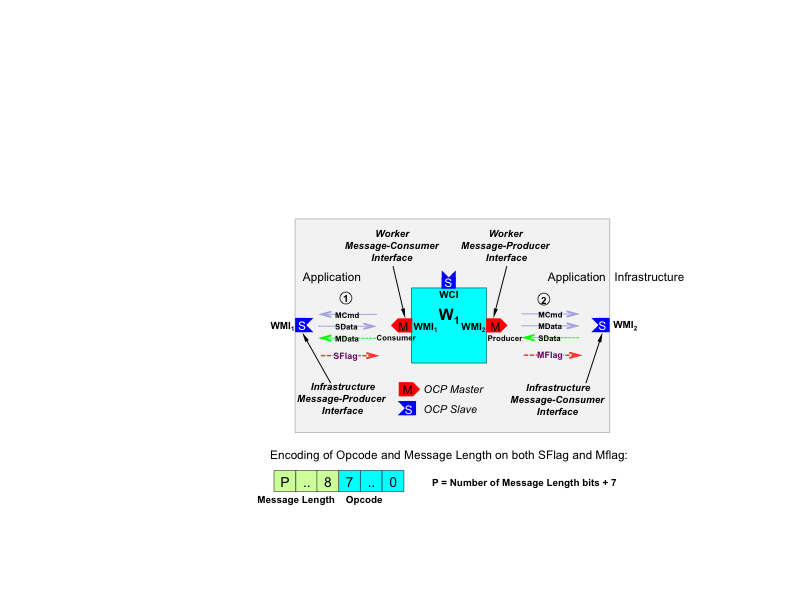 Worker
Message-Consumer
Interface
Worker
Message-Producer
Interface
Application
Application
Infrastructure
1
2
S
WCI
W1
MCmd
SData
MData
SFlag
WMI1
S
M
WMI1
Consumer
WMI2
M
Producer
MCmd
MData
SData
MFlag
S
WMI2
Infrastructure
Message-Producer
Interface
M
OCP Master
S
OCP Slave
Infrastructure
Message-Consumer
Interface
Encoding of Opcode and Message Length on both SFlag and Mflag:
P .. 8 7 .. 0
P = Number of Message Length bits + 7
Message Length Opcode